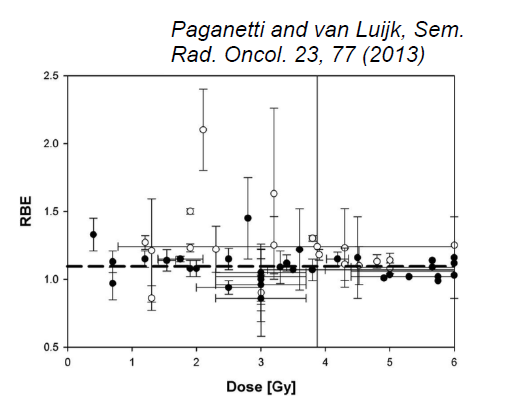 Paganetti and van Luijk, Sem.
Rad. Oncol. 23, 77 (2013)
2.5
2.0
1.5
1.0
0.5
RBE
0 1 2 3 4 5 6
Dose [Gy]